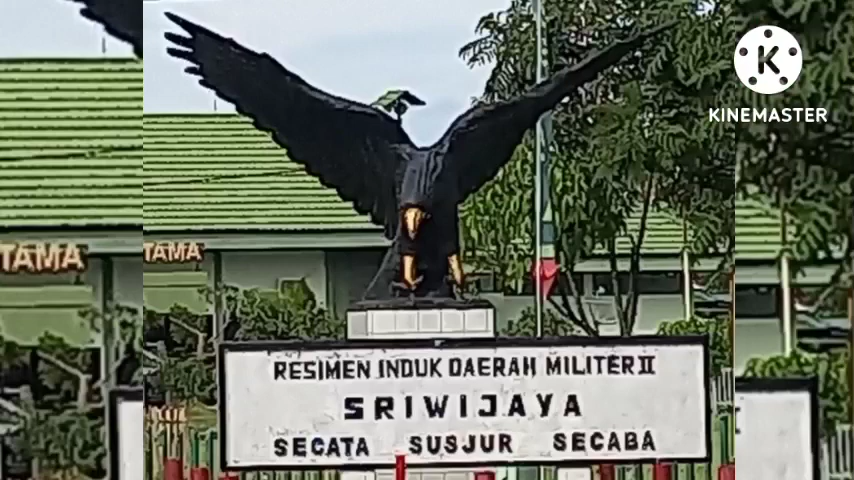 K
KINEMASTER
TAMA
TAMA
RESIMEN INDUK DAERAH MILITER II
SRIWIJAYA
SECATA SUSJUR SECABA